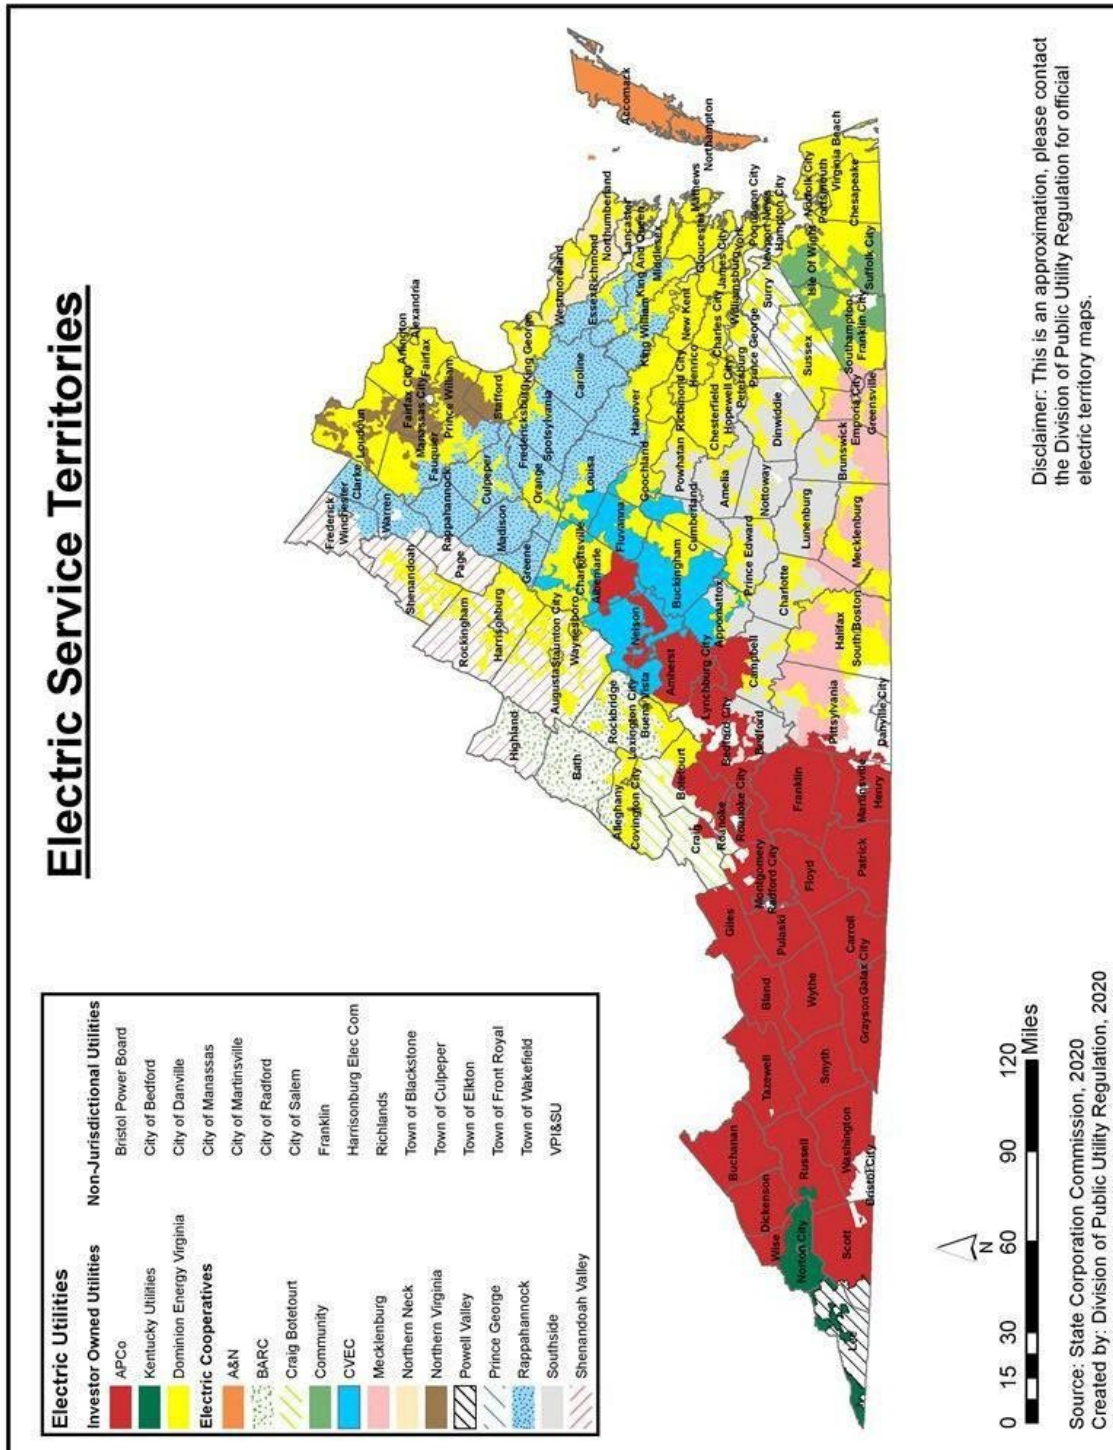 Electric Service Territories
Electric Utilities
Investor Owned Utilities
APCo
Kentucky Utilities
Dominion Energy Virginia
Electric Cooperatives
A&N
BARC
Craig Botetourt
Community
CVEC
Mecklenburg
Northern Neck
Northern Virginia
Powell Valley
Prince George
Rappahannock
Southside
Shenandoah Valley
Non-Jurisdictional Utilities
Bristol Power Board
City of Bedford
City of Danville
City of Manassas
City of Martinsville
City of Radford
City of Salem
Franklin
Harrisonburg Elec Com
Richlands
Town of Blackstone
Town of Culpeper
Town of Elkton
Town of Front Royal
Town of Wakefield
VPI&SU
Frederick
Winchester
Clarke
Loudoun
Warren
Fauquier
Fairfax City
Arlington
Alexandria
Fairfax
Manassas City
Prince William
Shenandoah
Page
Rappahannock
Culpeper
Stafford
Rockingham
Harrisonburg
Madison
Greene
Orange
Fredericksburg
Spotsylvania
King George
Westmoreland
Highland
Augusta
Staunton City
Waynesboro
Albemarle
Charlottsville
Louisa
Caroline
Essex
Richmond
Northumberland
Lancaster
Bath
Rockbridge
Lexington City
Buena Vista
Nelson
Fluvanna
Goochland
Hanover
King William
King And Queen
Middlesex
Accomack
Alleghany
Covington City
Botetourt
Amherst
Buckingham
Cumberland
Powhatan
Richmond City
Henrico
New Kent
Gloucester
Mathews
Northampton
Craig
Roanoke
Roanoke City
Bedford City
Bedford
Lynchburg City
Campbell
Appomattox
Prince Edward
Amelia
Nottoway
Chesterfield
Hopewell City
Petersburg
Prince George
Charles City
James City
Williamsburg
York
Poquoson City
Newport News
Hampton City
Giles
Montgomery
Radford City
Pulaski
Floyd
Franklin
Charlotte
Lunenburg
Dinwiddie
Sussex
Surry
Isle Of Wight
Norfolk City
Portsmouth
Virginia Beach
Chesapeake
Suffolk City
Southampton
Franklin City
Buchanan
Dickenson
Wise
Norton City
Russell
Tazewell
Bland
Wythe
Smyth
Washington
Bristol City
Scott
Lee
Grayson
Galax City
Carroll
Patrick
Martinsville
Henry
Pittsylvania
Danville City
Halifax
South Boston
Mecklenburg
Brunswick
Emporia City
Greensville
N
0 15 30 60 90 120
Miles
Source: State Corporation Commission, 2020
Created by: Division of Public Utility Regulation, 2020
Disclaimer: This is an approximation, please contact
the Division of Public Utility Regulation for official
electric territory maps.